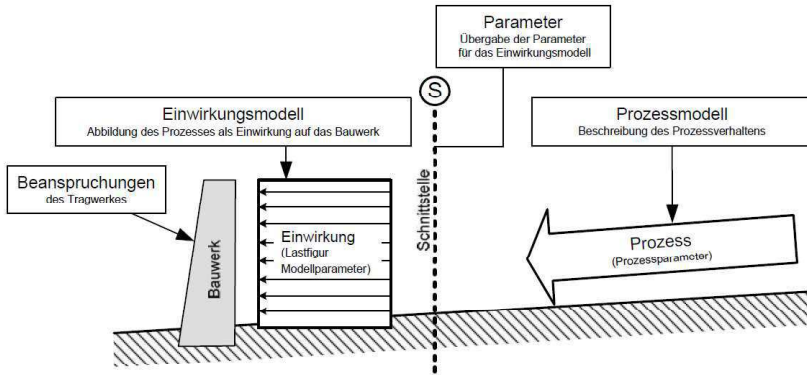 Parameter
Übergabe der Parameter
für das Einwirkungsmodell
S
Einwirkungsmodell
Abbildung des Prozesses als Einwirkung auf das Bauwerk
Prozessmodell
Beschreibung des Prozessverhaltens
Beanspruchungen
des Tragwerkes
Bauwerk
Einwirkung
(Lastfigur
Modellparameter)
Schnittstelle
Prozess
(Prozessparameter)